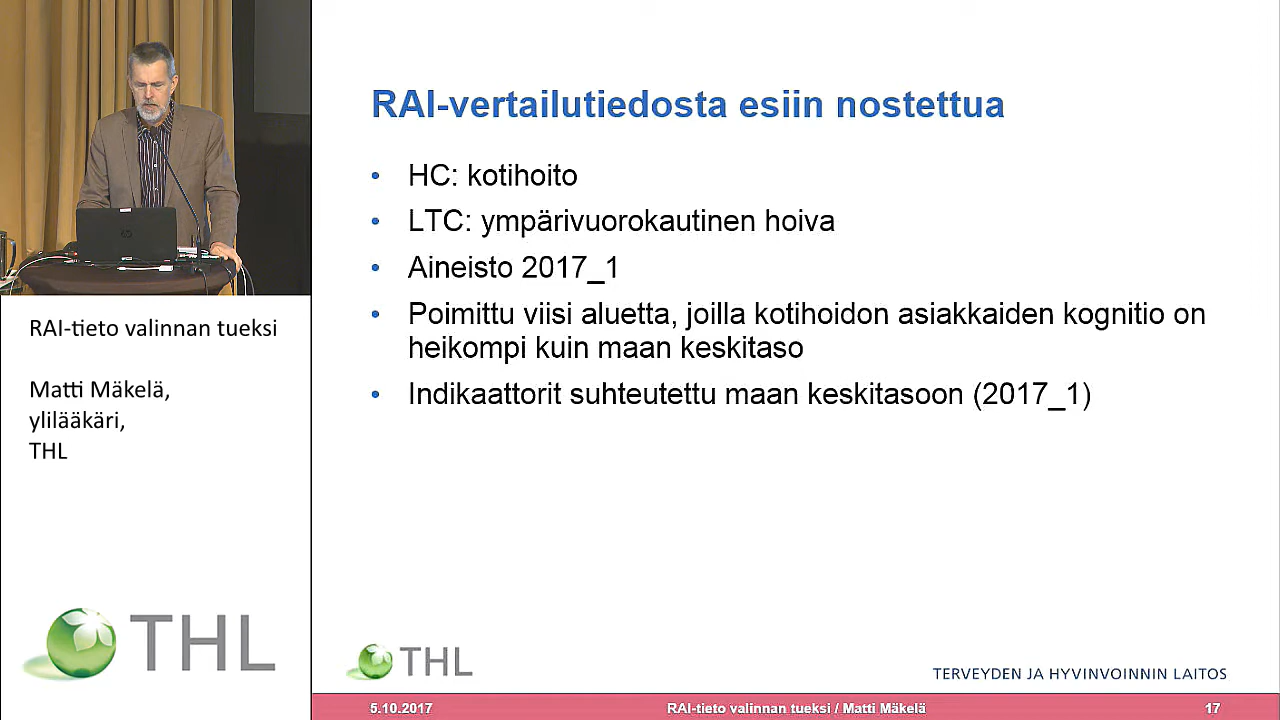 RAI-tieto valinnan tueksi
Matti Mäkelä,
ylilääkäri,
THL
THL
RAI-vertailutiedosta esiin nostettua
• HC: kotihoito
• LTC: ympärivuorokautinen hoiva
• Aineisto 2017_1
• Poimittu viisi aluetta, joilla kotihoidon asiakkaiden kognitio on
heikompi kuin maan keskitaso
• Indikaattorit suhteutettu maan keskitasoon (2017_1)
THL
TERVEYDEN JA HYVINVOINNIN LAITOS
5.10.2017 RAI-tieto valinnan tueksi / Matti Mäkelä 17